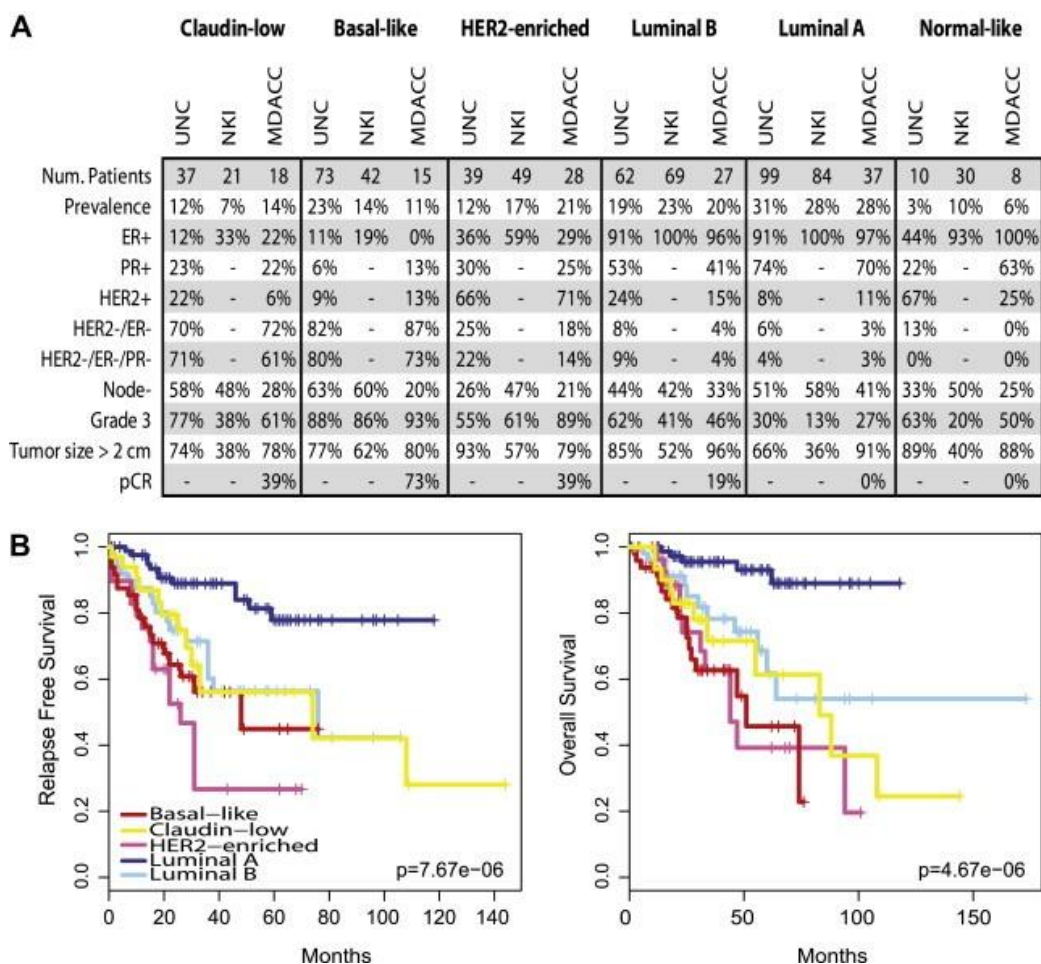 A
Claudin-low Basal-like HER2-enriched Luminal B Luminal A Normal-like
UNC NKI MDACC UNC NKI MDACC UNC NKI MDACC UNC NKI MDACC UNC NKI MDACC UNC NKI MDACC
Num. Patients 37 21 18 73 42 15 39 49 28 62 69 27 99 84 37 10 30 8
Prevalence 12% 7% 14% 23% 14% 11% 12% 17% 21% 19% 23% 20% 31% 28% 28% 3% 10% 6%
ER+ 12% 33% 22% 11% 19% 0% 36% 59% 29% 91% 100% 96% 91% 100% 97% 44% 93% 100%
PR+ 23% - 22% 6% - 13% 30% - 25% 53% - 41% 74% - 70% 22% - 63%
HER2+ 22% - 6% 9% - 13% 66% - 71% 24% - 15% 8% - 11% 67% - 25%
HER2-/ER- 70% - 72% 82% - 87% 25% - 18% 8% - 4% 6% - 3% 13% - 0%
HER2-/ER-/PR- 71% - 61% 80% - 73% 22% - 14% 9% - 4% 4% - 3% 0% - 0%
Node- 58% 48% 28% 63% 60% 20% 26% 47% 21% 44% 42% 33% 51% 58% 41% 33% 50% 25%
Grade 3 77% 38% 61% 88% 86% 93% 55% 61% 89% 62% 41% 46% 30% 13% 27% 63% 20% 50%
Tumor size > 2 cm 74% 38% 78% 77% 62% 80% 93% 57% 79% 85% 52% 96% 66% 36% 91% 89% 40% 88%
pCR - - 39% - - 73% - - 39% - - 19% - - 0% - - 0%
B
Relapse Free Survival
1.0
0.8
0.6
0.4
0.2
0.0
Basal-like
Claudin-low
HER2-enriched
Luminal A
Luminal B
p=7.67e-06
0 20 40 60 80 100 120 140
Months
Overall Survival
1.0
0.8
0.6
0.4
0.2
0.0
p=4.67e-06
0 50 100 150
Months